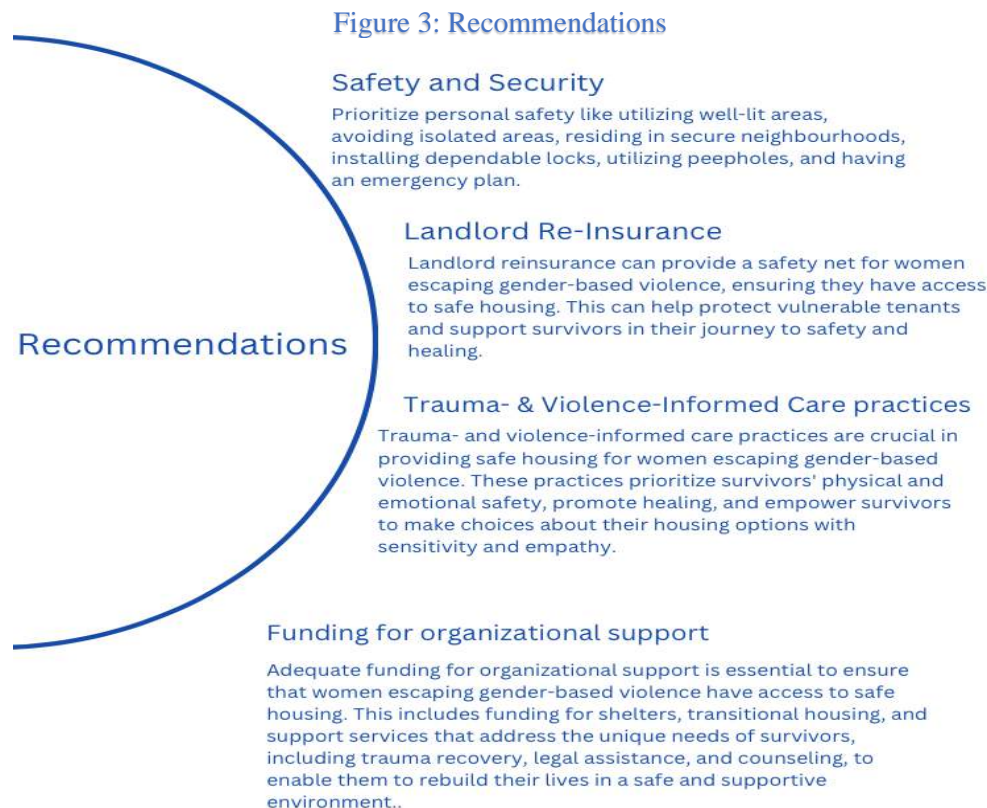 Figure 3: Recommendations
Safety and Security
Prioritize personal safety like utilizing well-lit areas,
avoiding isolated areas, residing in secure neighbourhoods,
installing dependable locks, utilizing peepholes, and having
an emergency plan.
Landlord Re-Insurance
Landlord reinsurance can provide a safety net for women
escaping gender-based violence, ensuring they have access
to safe housing. This can help protect vulnerable tenants
and support survivors in their journey to safety and
healing.
Recommendations
Trauma- & Violence-Informed Care practices
Trauma- and violence-informed care practices are crucial in
providing safe housing for women escaping gender-based
violence. These practices prioritize survivors' physical and
emotional safety, promote healing, and empower survivors
to make choices about their housing options with
sensitivity and empathy.
Funding for organizational support
Adequate funding for organizational support is essential to ensure
that women escaping gender-based violence have access to safe
housing. This includes funding for shelters, transitional housing, and
support services that address the unique needs of survivors,
including trauma recovery, legal assistance, and counseling, to
enable them to rebuild their lives in a safe and supportive
environment..